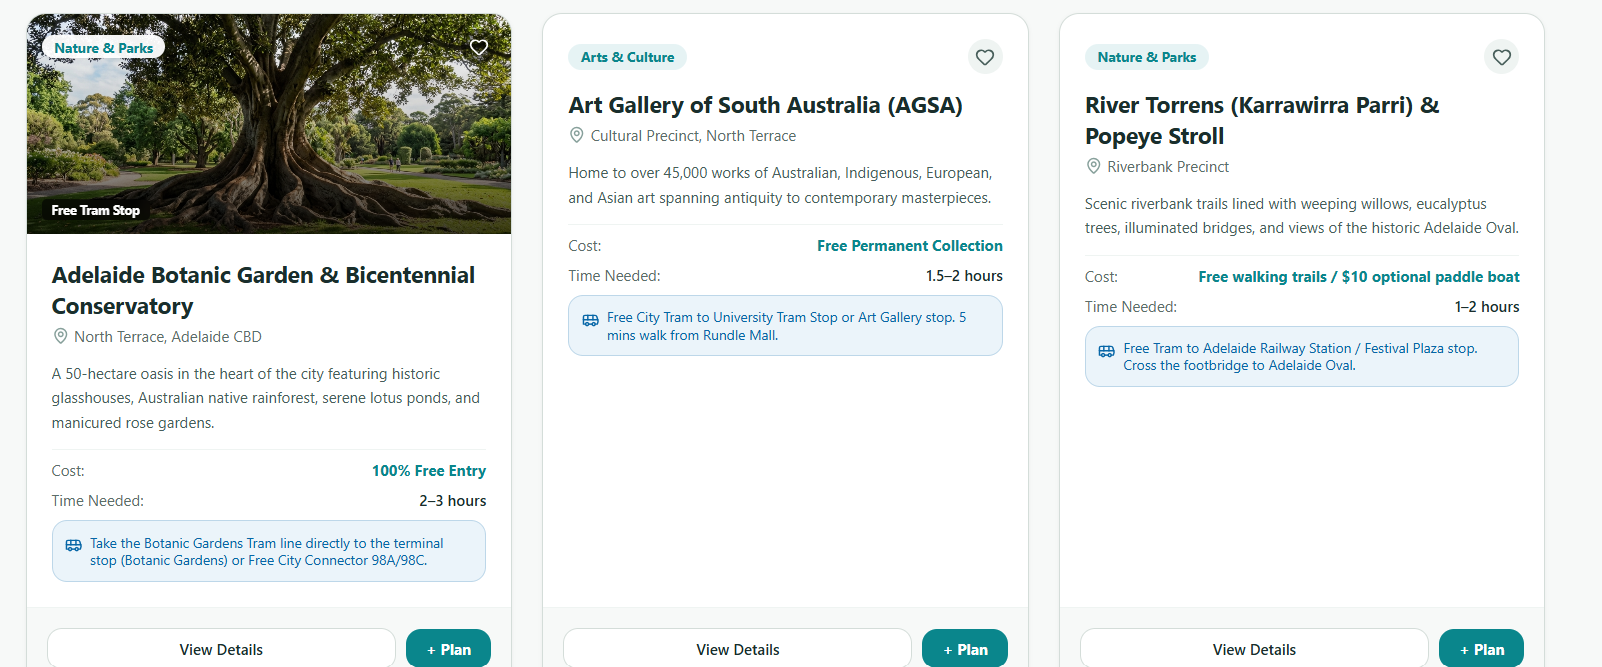 Nature & Parks
Free Tram Stop
Adelaide Botanic Garden & Bicentennial
Conservatory
North Terrace, Adelaide CBD
A 50-hectare oasis in the heart of the city featuring historic
glasshouses, Australian native rainforest, serene lotus ponds, and
manicured rose gardens.
Cost: 100% Free Entry
Time Needed: 2–3 hours
Take the Botanic Gardens Tram line directly to the terminal
stop (Botanic Gardens) or Free City Connector 98A/98C.
View Details + Plan
Arts & Culture
Art Gallery of South Australia (AGSA)
Cultural Precinct, North Terrace
Home to over 45,000 works of Australian, Indigenous, European,
and Asian art spanning antiquity to contemporary masterpieces.
Cost: Free Permanent Collection
Time Needed: 1.5–2 hours
Free City Tram to University Tram Stop or Art Gallery stop. 5
mins walk from Rundle Mall.
View Details + Plan
Nature & Parks
River Torrens (Karrawirra Parri) &
Popeye Stroll
Riverbank Precinct
Scenic riverbank trails lined with weeping willows, eucalyptus
trees, illuminated bridges, and views of the historic Adelaide Oval.
Cost: Free walking trails / $10 optional paddle boat
Time Needed: 1–2 hours
Free Tram to Adelaide Railway Station / Festival Plaza stop.
Cross the footbridge to Adelaide Oval.
View Details + Plan